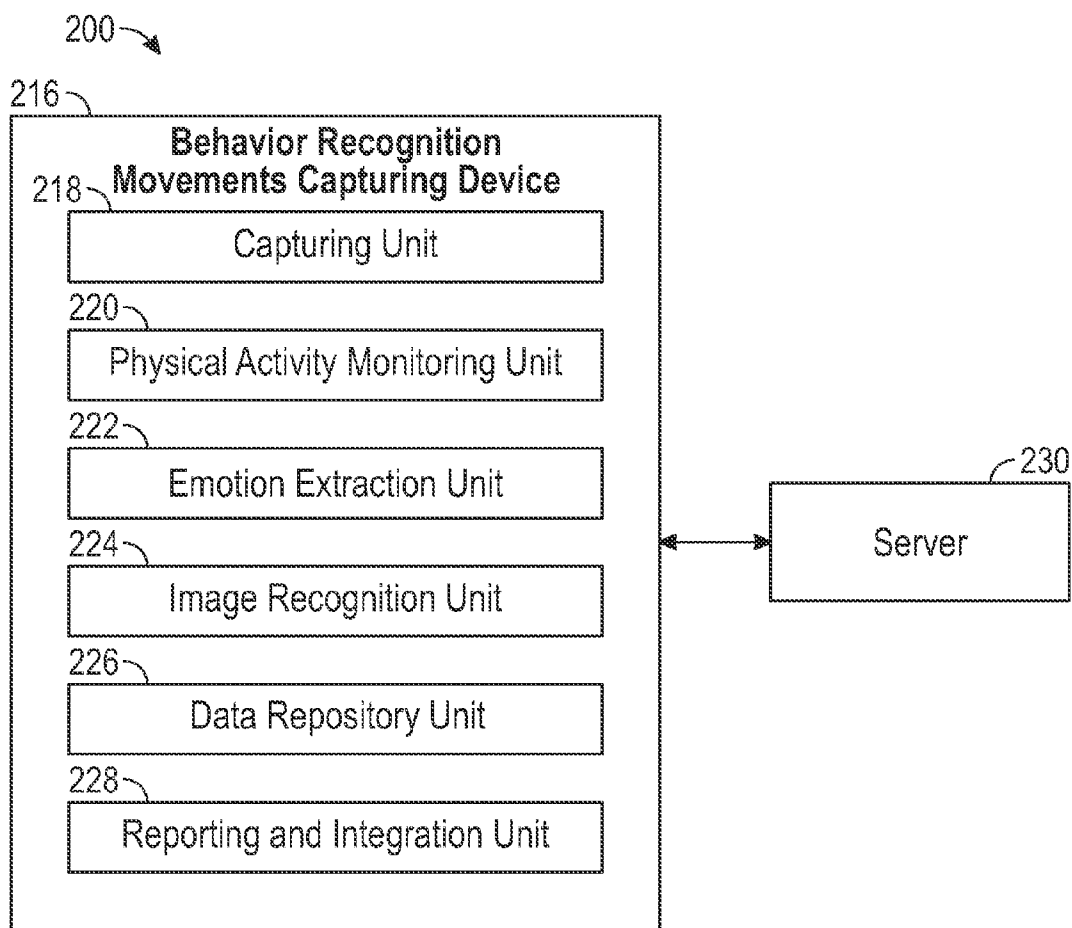 200
216
Behavior Recognition
Movements Capturing Device
218
Capturing Unit
220
Physical Activity Monitoring Unit
222
Emotion Extraction Unit
224
Image Recognition Unit
226
Data Repository Unit
228
Reporting and Integration Unit
230
Server